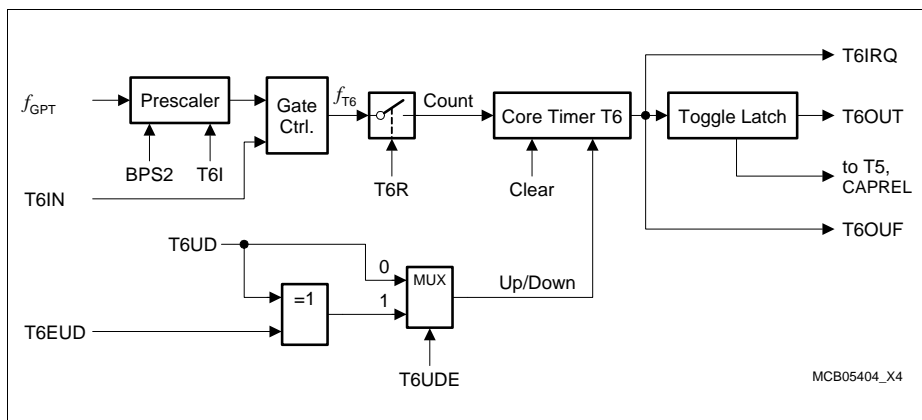 T6IRQ
fGPT
Prescaler
Gate
Ctrl.
fT6
Count
Core Timer T6
Toggle Latch
T6OUT
BPS2
T6I
T6R
Clear
to T5,
CAPREL
T6IN
T6OUF
T6UD
0
MUX
Up/Down
=1
1
T6EUD
T6UDE
MCB05404_X4